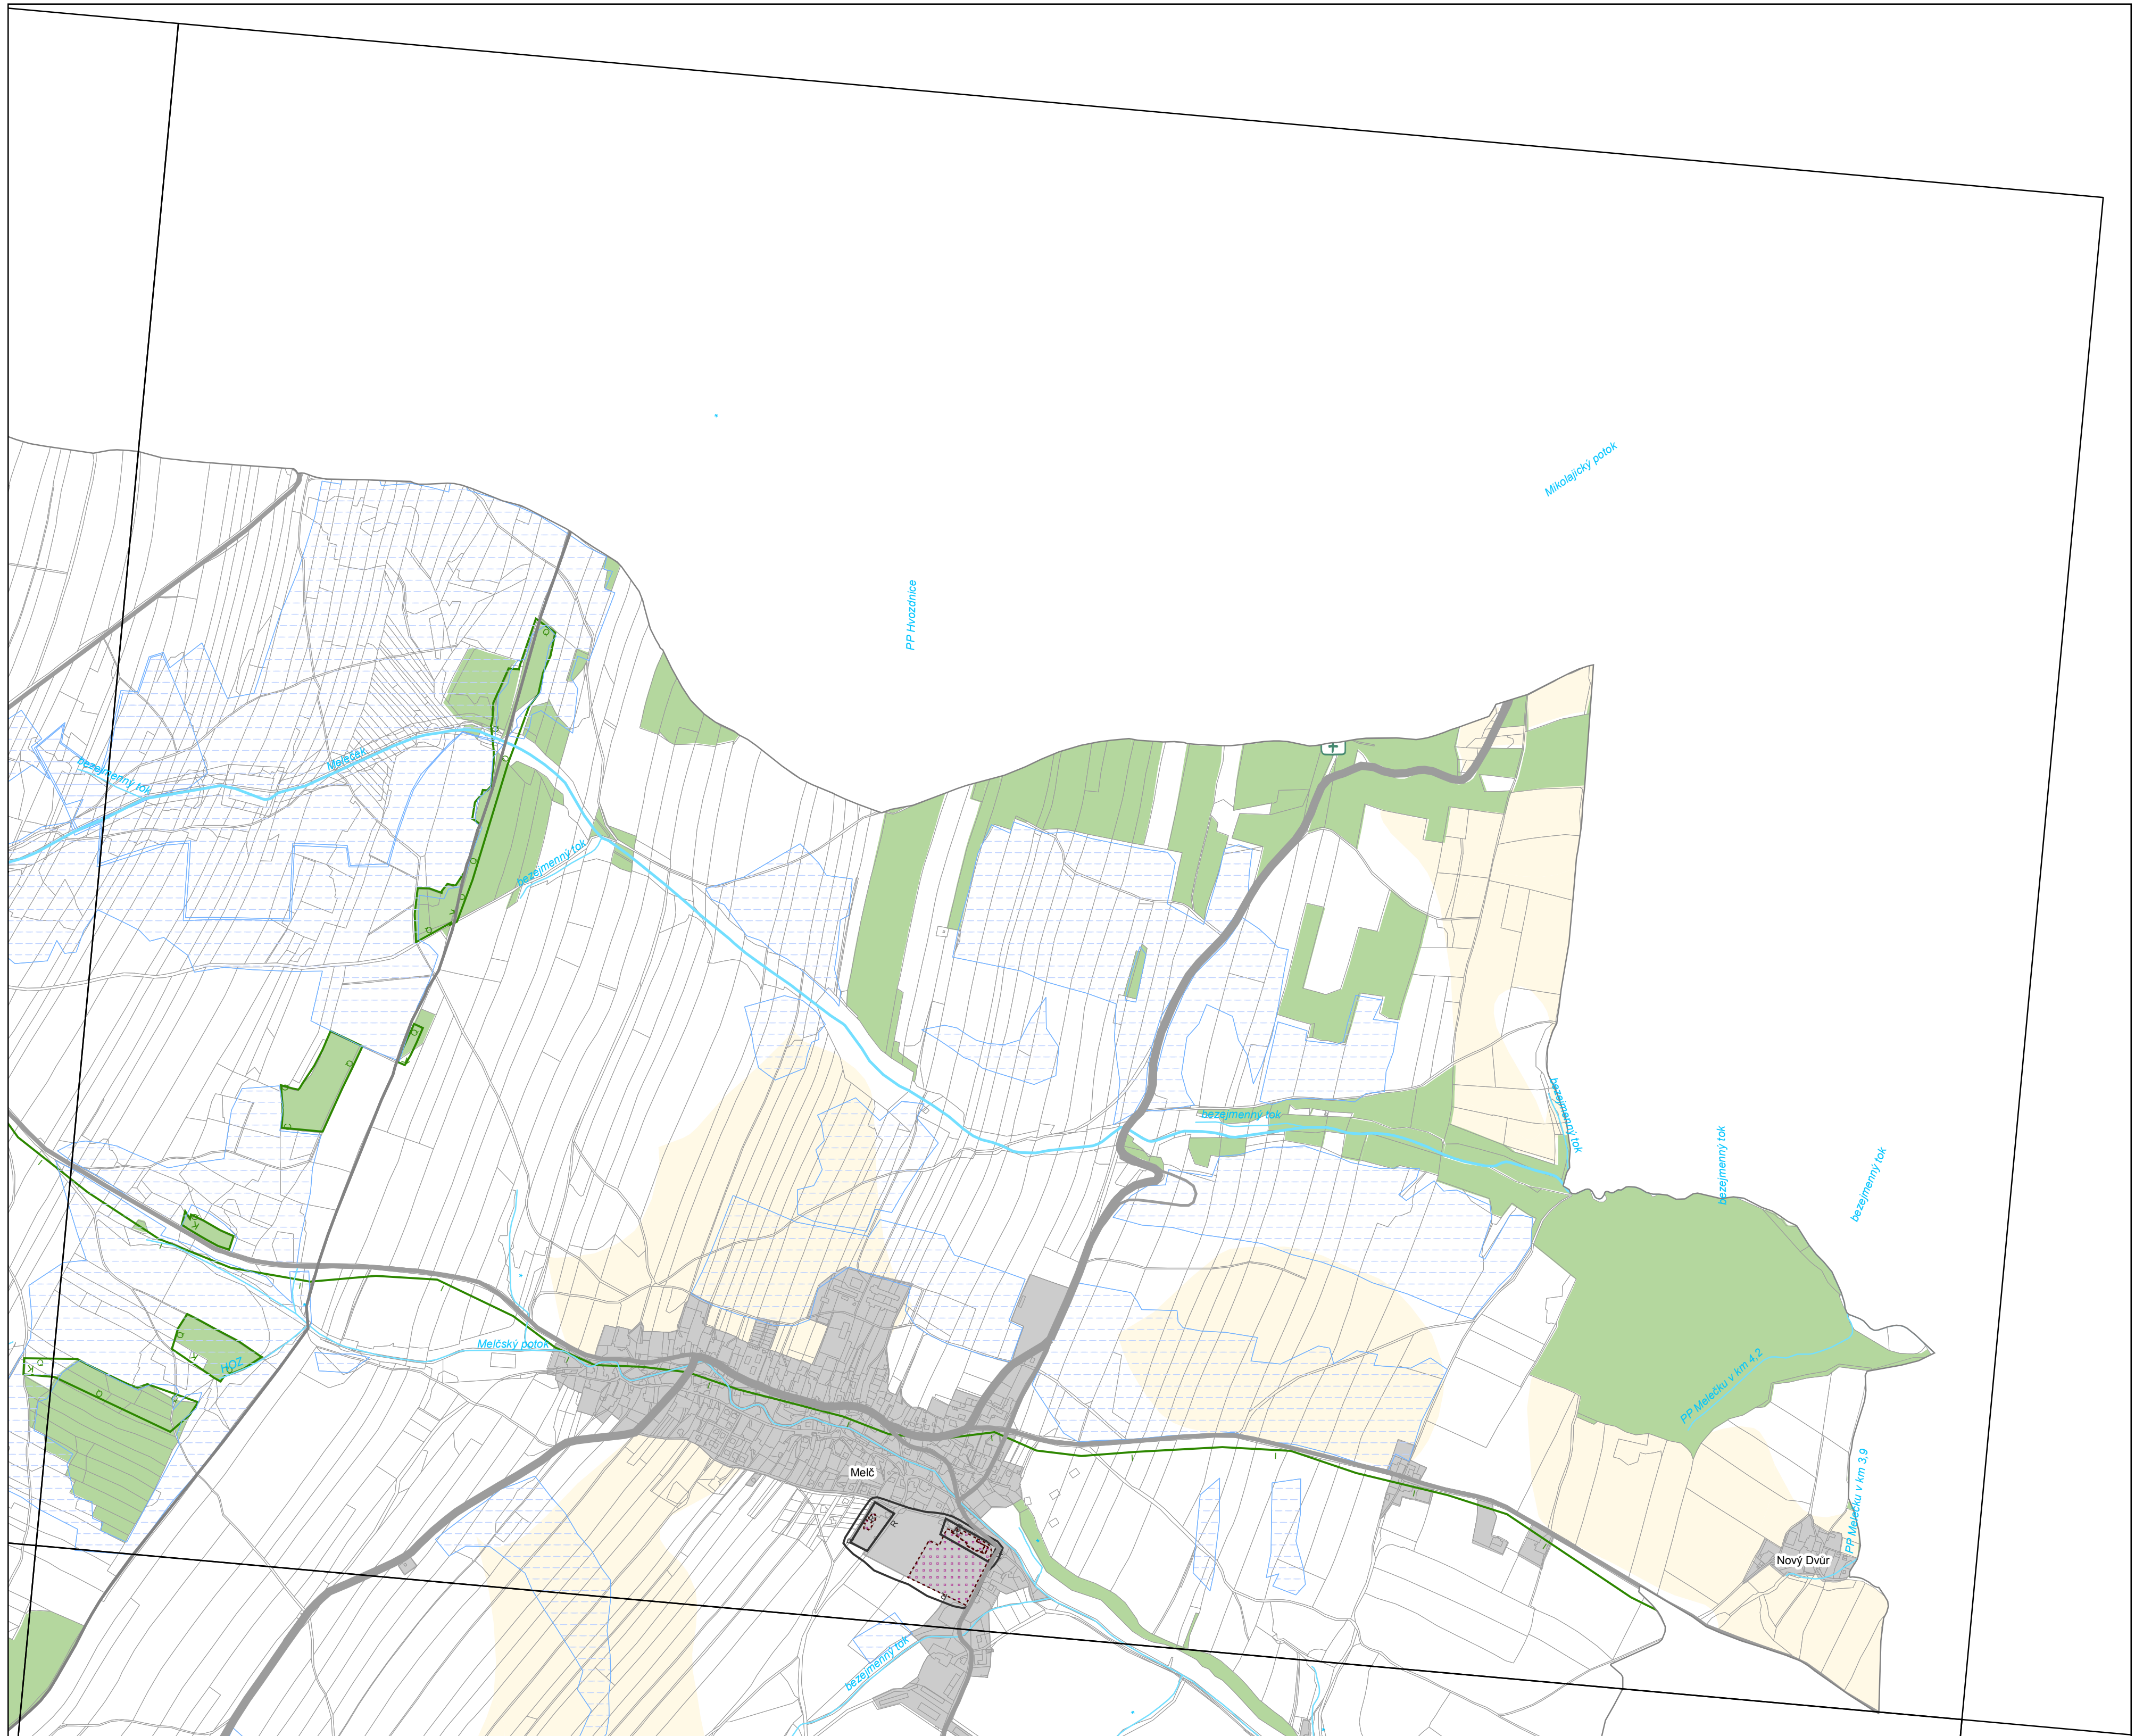 Mikolajický potok
PP Hvozdnice
Meleček
bezejmenný tok
bezejmenný tok
bezejmenný tok
bezejmenný tok
bezejmenný tok
bezejmenný tok
Melčský potok
HOZ
PP Melečku v km 4,2
PP Melečku v km 3,9
Melč
Nový Dvůr
bezejmenný tok